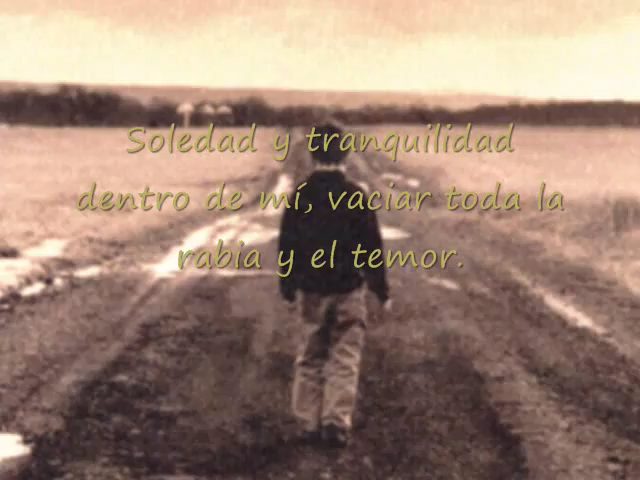 Soledad y tranquilidad
dentro de mí, vaciar toda la
rabia y el temor.